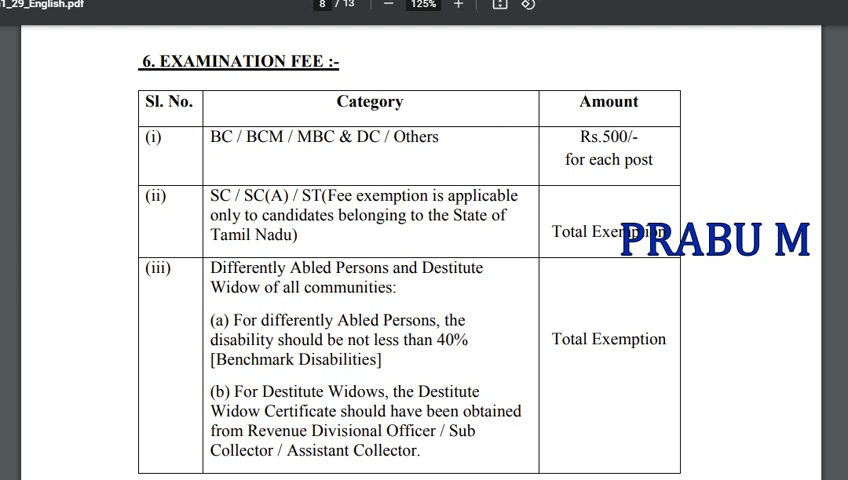 1_29_English.pdf
8 / 13
125%
6. EXAMINATION FEE :-
Sl. No. Category Amount
(i) BC / BCM / MBC & DC / Others Rs.500/-
for each post
(ii) SC / SC(A) / ST(Fee exemption is applicable
only to candidates belonging to the State of
Tamil Nadu)
Total Exemption
PRABU M
(iii) Differently Abled Persons and Destitute
Widow of all communities:
(a) For differently Abled Persons, the
disability should be not less than 40%
[Benchmark Disabilities]
Total Exemption
(b) For Destitute Widows, the Destitute
Widow Certificate should have been obtained
from Revenue Divisional Officer / Sub
Collector / Assistant Collector.